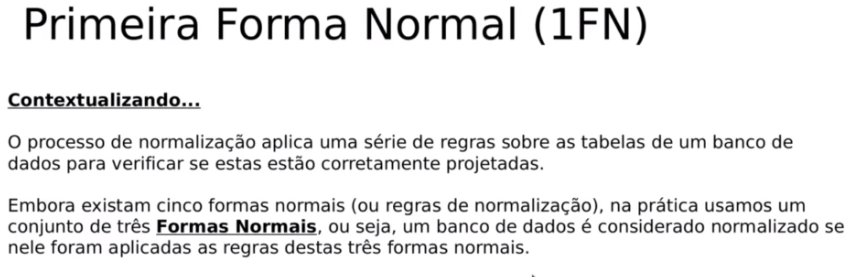 Primeira Forma Normal (1FN)
Contextualizando...
O processo de normalização aplica uma série de regras sobre as tabelas de um banco de
dados para verificar se estas estão corretamente projetadas.
Embora existam cinco formas normais (ou regras de normalização), na prática usamos um
conjunto de três Formas Normais, ou seja, um banco de dados é considerado normalizado se
nele foram aplicadas as regras destas três formas normais.